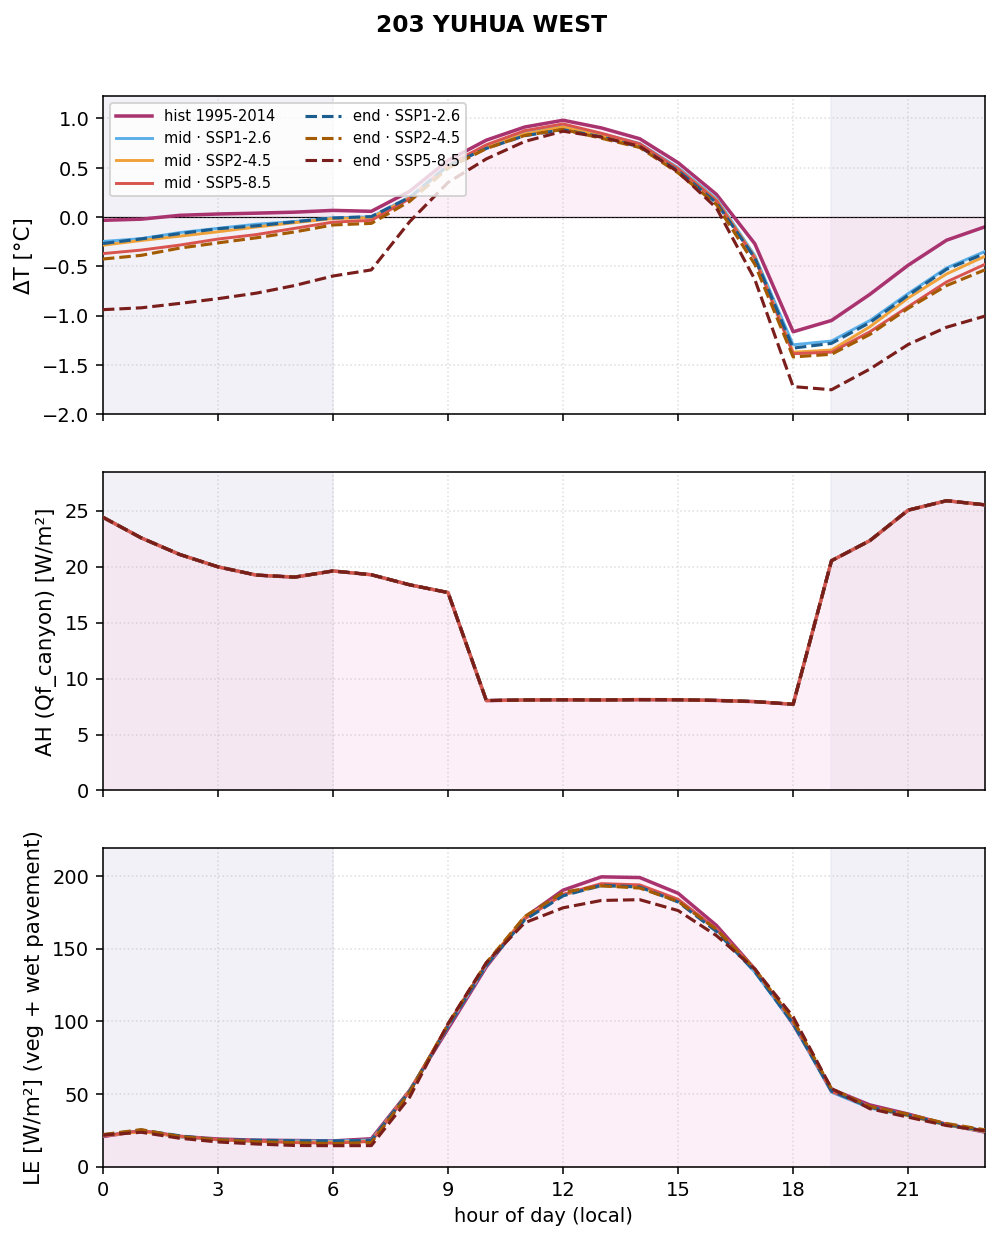 203 YUHUA WEST
hist 1995-2014
mid · SSP1-2.6
mid · SSP2-4.5
mid · SSP5-8.5
end · SSP1-2.6
end · SSP2-4.5
end · SSP5-8.5
ΔT [°C]
1.0
0.5
0.0
−0.5
−1.0
−1.5
−2.0
AH (Qf_canyon) [W/m²]
25
20
15
10
5
0
LE [W/m²] (veg + wet pavement)
200
150
100
50
0
0 3 6 9 12 15 18 21
hour of day (local)